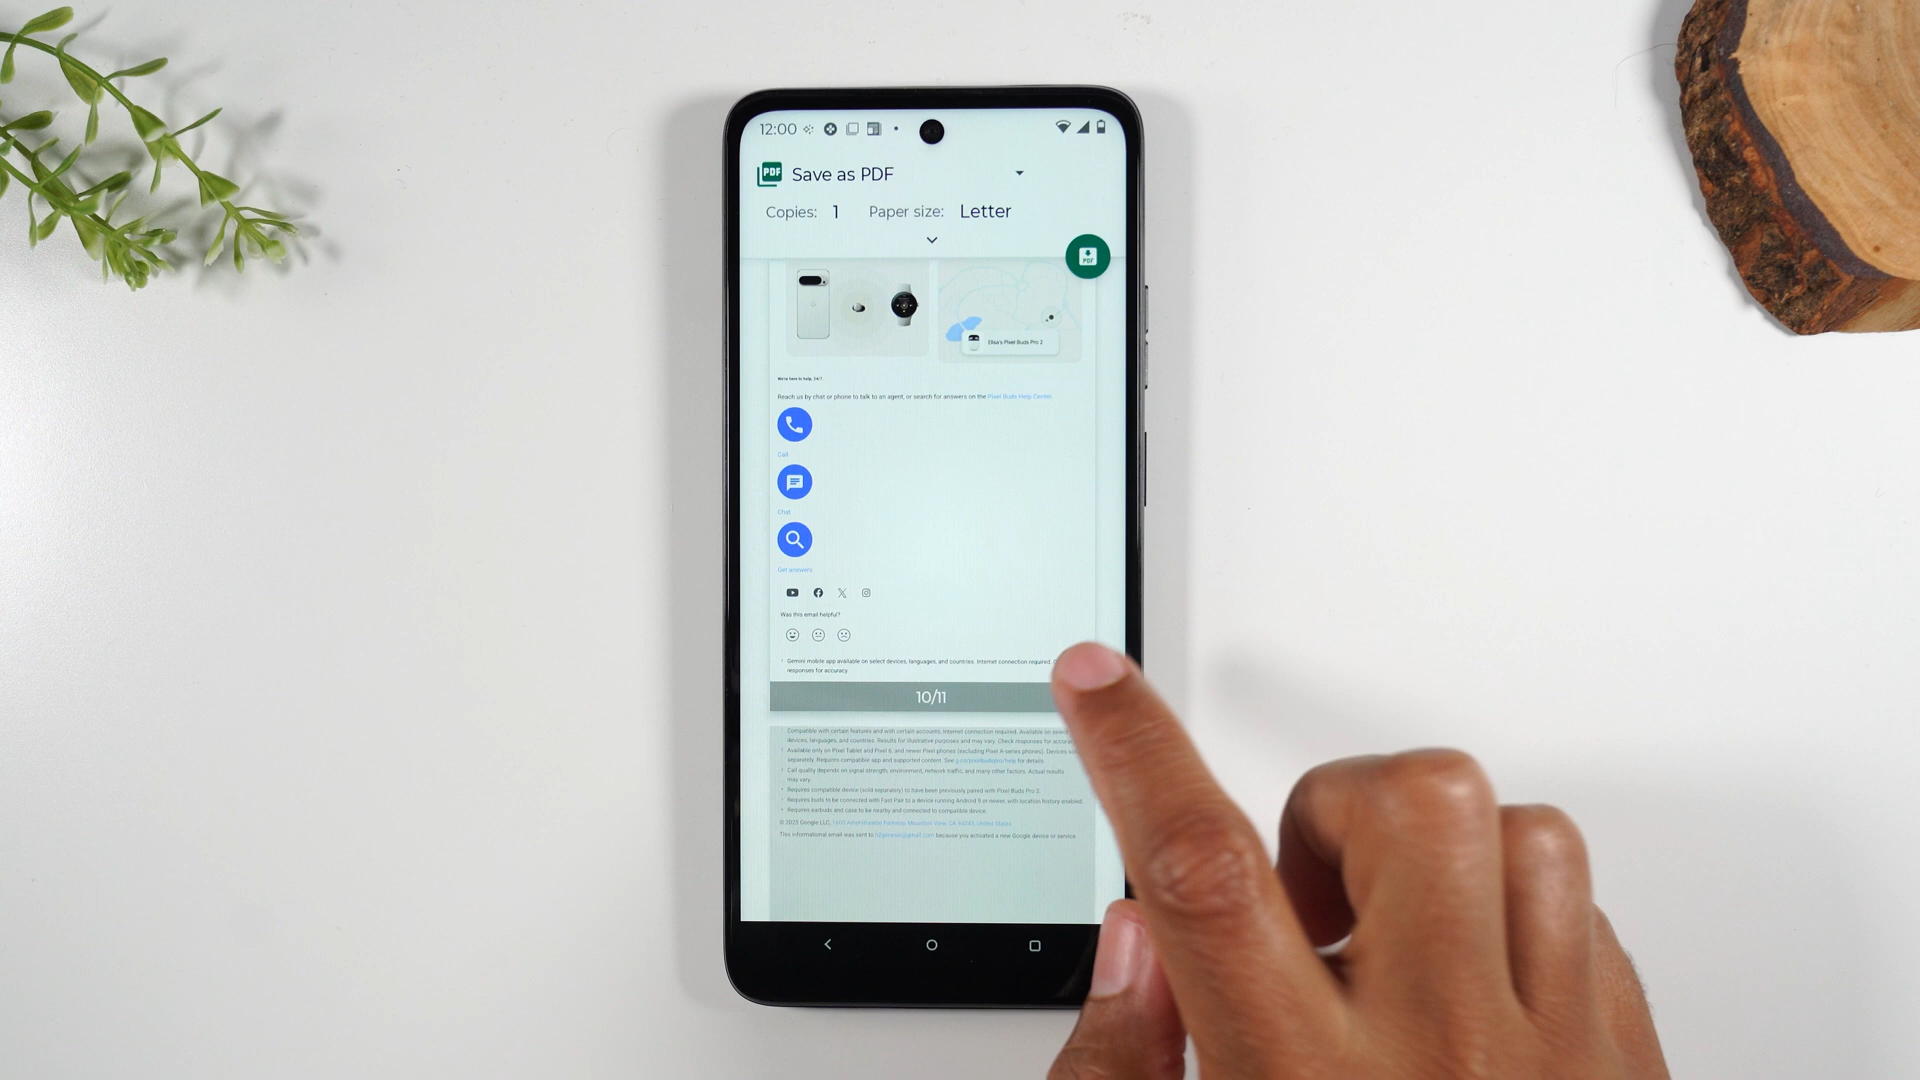 12:00
PDF Save as PDF
Copies: 1 Paper size: Letter
PDF
Elisa's Pixel Buds Pro 2
We're here to help, 24/7.
Reach us by chat or phone to talk to an agent, or search for answers on the Pixel Buds Help Center.
Call
Chat
Get answers
Was this email helpful?
Gemini mobile app available on select devices, languages, and countries. Internet connection required.
responses for accuracy.
10/11
Compatible with certain features and with certain accounts. Internet connection required. Available on select
devices, languages, and countries. Results for illustrative purposes and may vary. Check responses for accuracy.
Available only on Pixel Tablet and Pixel 6, and newer Pixel phones (excluding Pixel A-series phones). Devices
separately. Requires compatible app and supported content. See g.co/pixelbudspro/help for details.
Call quality depends on signal strength, environment, network traffic, and many other factors. Actual results
may vary.
Requires compatible device (sold separately) to have been previously paired with Pixel Buds Pro 2.
Requires buds to be connected with Fast Pair to a device running Android 9 or newer, with location history enabled.
Requires earbuds and case to be nearby and connected to compatible device.
© 2025 Google LLC, 1600 Amphitheatre Parkway, Mountain View, CA 94043, United States
This informational email was sent to because you activated a new Google device or service.